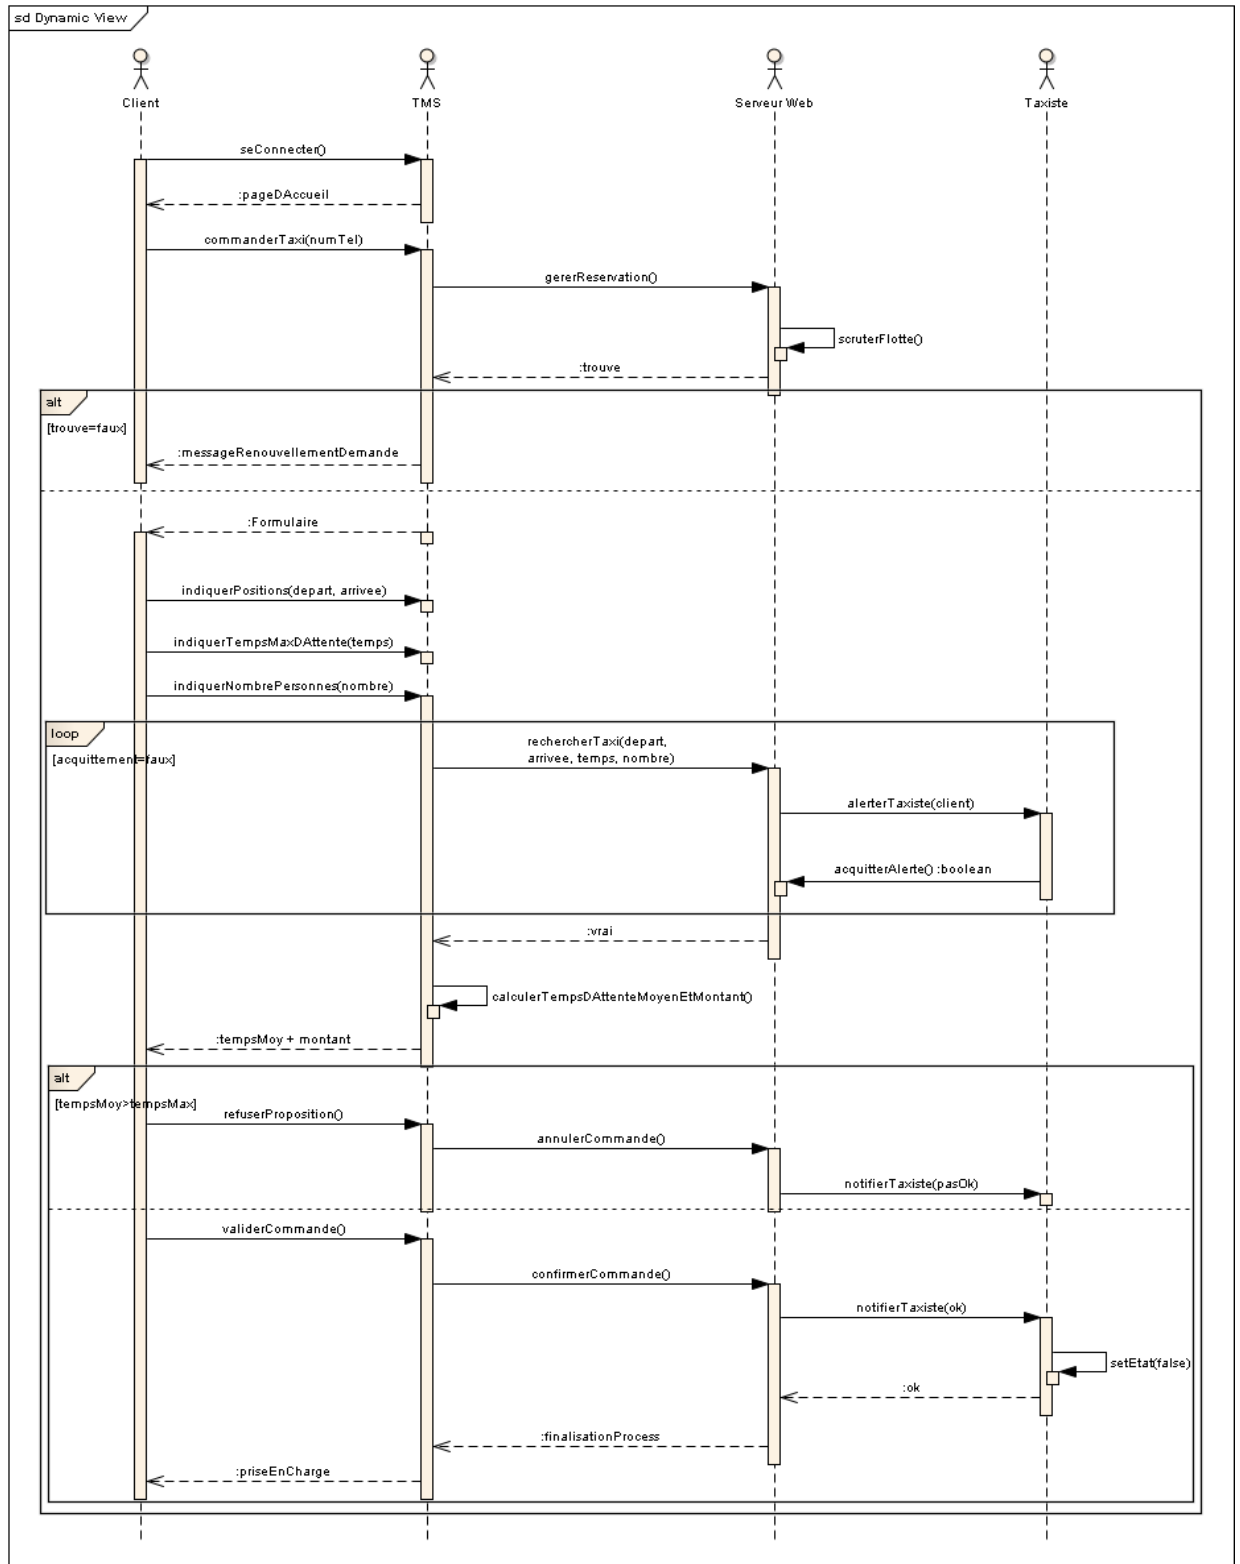 sd Dynamic View
Client
TMS
Serveur Web
Taxiste
seConnecter()
:pageDAccueil
commanderTaxi(numTel)
gererReservation()
scruterFlotte()
:trouve
alt
[trouve=faux]
:messageRenouvellementDemande
:Formulaire
indiquerPositions(depart, arrivee)
indiquerTempsMaxDAttente(temps)
indiquerNombrePersonnes(nombre)
loop
[acquittement=faux]
rechercherTaxi(depart,
arrivee, temps, nombre)
alerterTaxiste(client)
acquitterAlerte() :boolean
:vrai
calculerTempsDAttenteMoyenEtMontant()
:tempsMoy + montant
alt
[tempsMoy>tempsMax]
refuserProposition()
annulerCommande()
notifierTaxiste(pasOk)
validerCommande()
confirmerCommande()
notifierTaxiste(ok)
setEtat(false)
:ok
:finalisationProcess
:priseEnCharge